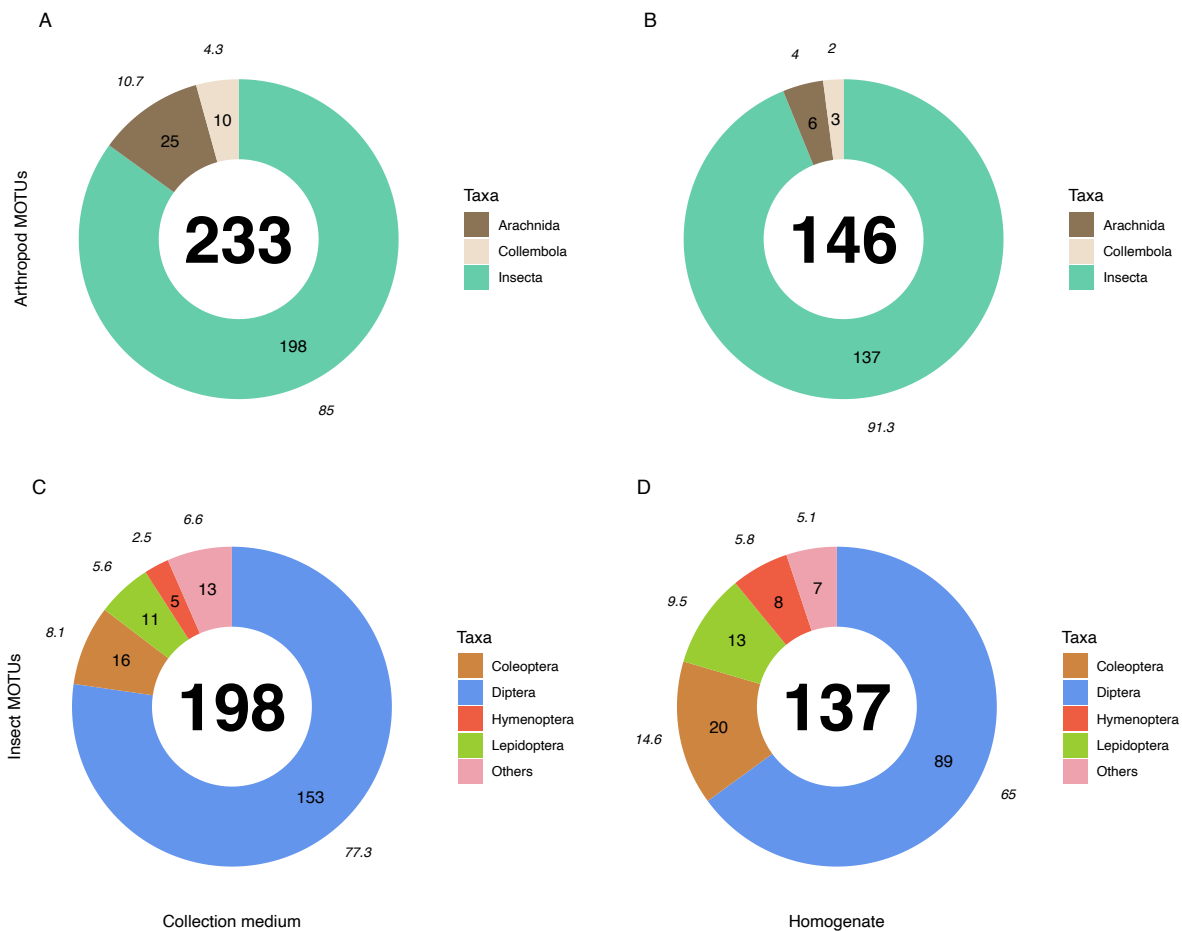 A
4.3
10.7
10
25
233
198
85
Arthropod MOTUs
Taxa
Arachnida
Collembola
Insecta
B
4
2
6
3
146
137
91.3
Taxa
Arachnida
Collembola
Insecta
C
6.6
2.5
5.6
8.1
13
5
11
16
198
153
77.3
Insect MOTUs
Taxa
Coleoptera
Diptera
Hymenoptera
Lepidoptera
Others
Collection medium
D
5.1
5.8
9.5
14.6
7
8
13
20
137
89
65
Taxa
Coleoptera
Diptera
Hymenoptera
Lepidoptera
Others
Homogenate